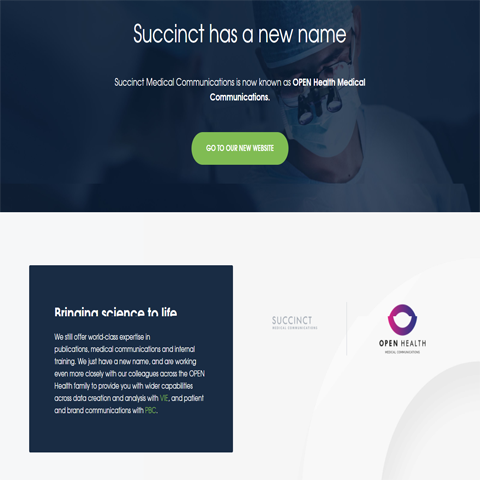 Succinct has a new name
Succinct Medical Communications is now known as OPEN Health Medical
Communications.
GO TO OUR NEW WEBSITE
Bringing science to life
We still offer world-class expertise in
publications, medical communications and internal
training. We just have a new name, and are working
even more closely with our colleagues across the OPEN
Health family to provide you with wider capabilities
across data creation and analysis with VIE, and patient
and brand communications with PBC.
SUCCINCT
MEDICAL COMMUNICATIONS
OPEN HEALTH
MEDICAL COMMUNICATIONS